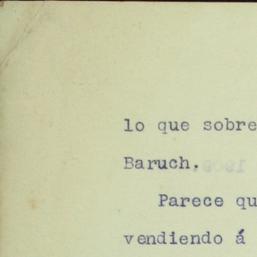 lo que sobre
Baruch.
Parece qu
vendiendo á